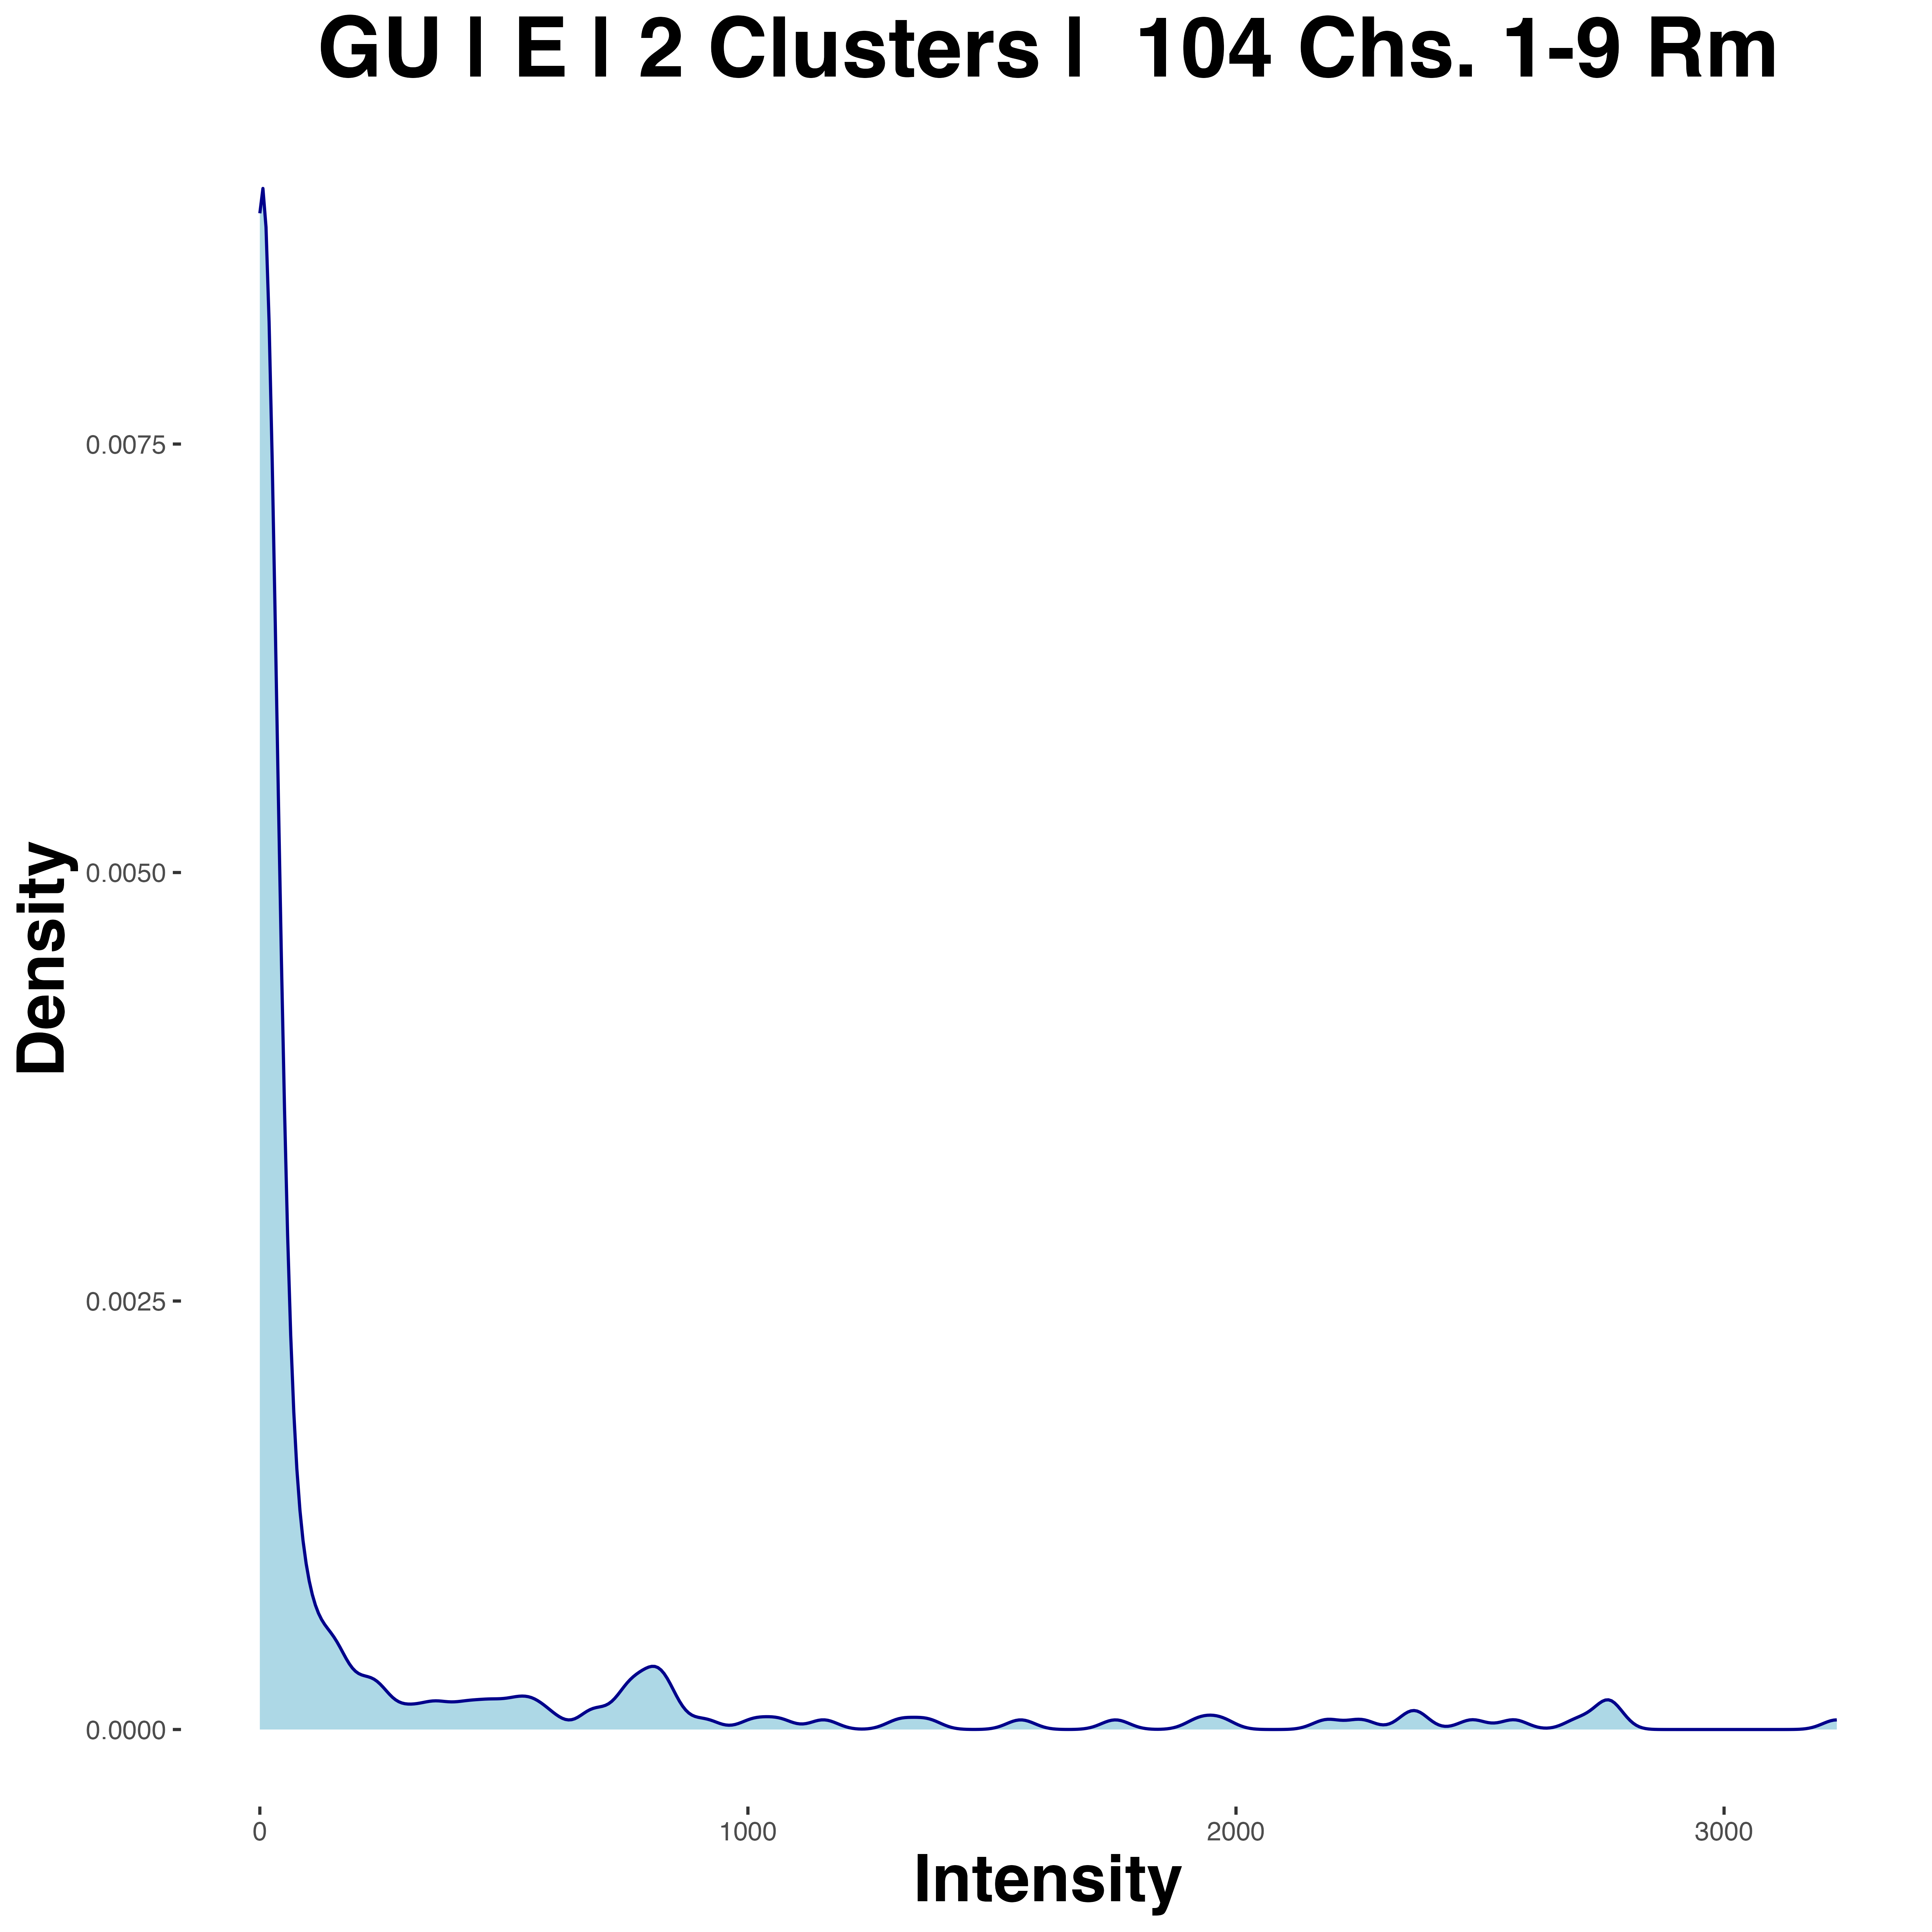 GU | E | 2 Clusters | 104 Chs. 1-9 Rm
0.0075
0.0050
0.0025
0.0000
Density
0 1000 2000 3000
Intensity